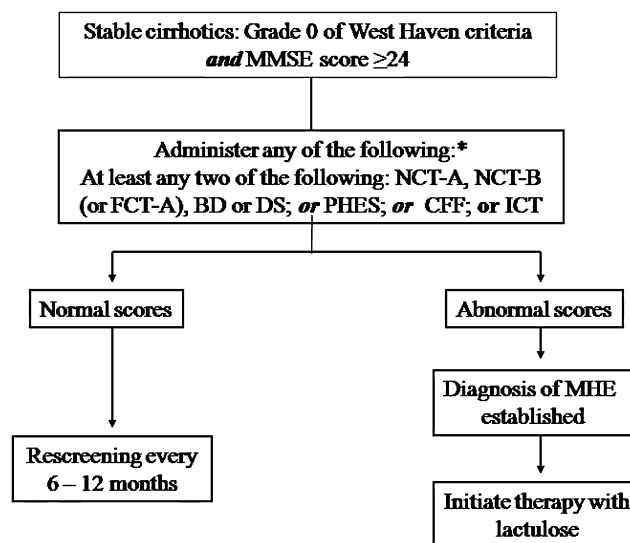 Stable cirrhotics: Grade 0 of West Haven criteria
and MMSE score ≥24
Administer any of the following:*
At least any two of the following: NCT-A, NCT-B
(or FCT-A), BD or DS; or PHES; or CFF; or ICT
Normal scores
Abnormal scores
Diagnosis of MHE
established
Rescreening every
6 – 12 months
Initiate therapy with
lactulose